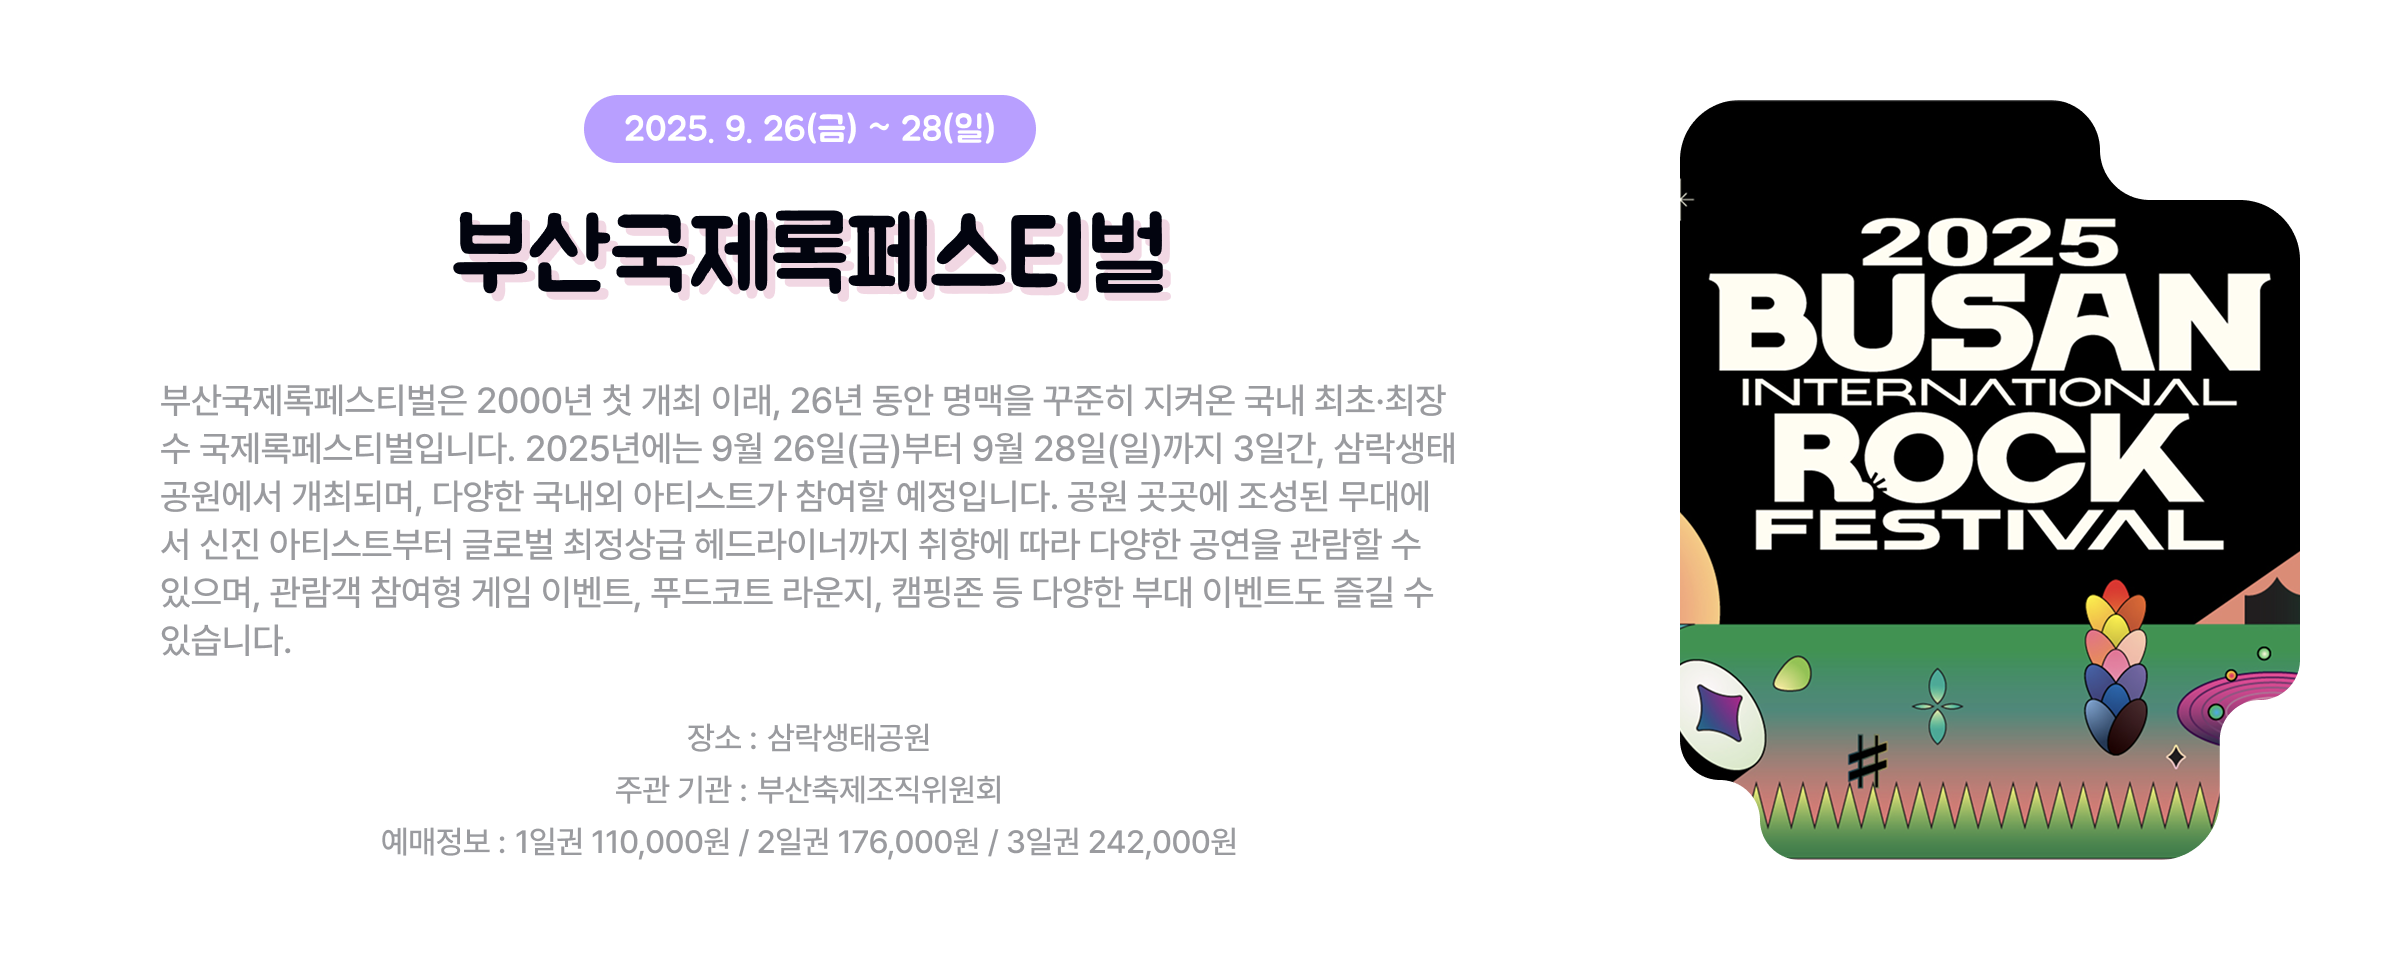 2025. 9. 26(금) ~ 28(일)
부산국제록페스티벌
부산국제록페스티벌은 2000년 첫 개최 이래, 26년 동안 명맥을 꾸준히 지켜온 국내 최초·최장
수 국제록페스티벌입니다. 2025년에는 9월 26일(금)부터 9월 28일(일)까지 3일간, 삼락생태
공원에서 개최되며, 다양한 국내외 아티스트가 참여할 예정입니다. 공원 곳곳에 조성된 무대에
서 신진 아티스트부터 글로벌 최정상급 헤드라이너까지 취향에 따라 다양한 공연을 관람할 수
있으며, 관람객 참여형 게임 이벤트, 푸드코트 라운지, 캠핑존 등 다양한 부대 이벤트도 즐길 수
있습니다.
장소 : 삼락생태공원
주관 기관 : 부산축제조직위원회
예매정보 : 1일권 110,000원 / 2일권 176,000원 / 3일권 242,000원
2025
BUSAN
INTERNATIONAL
ROCK
FESTIVAL